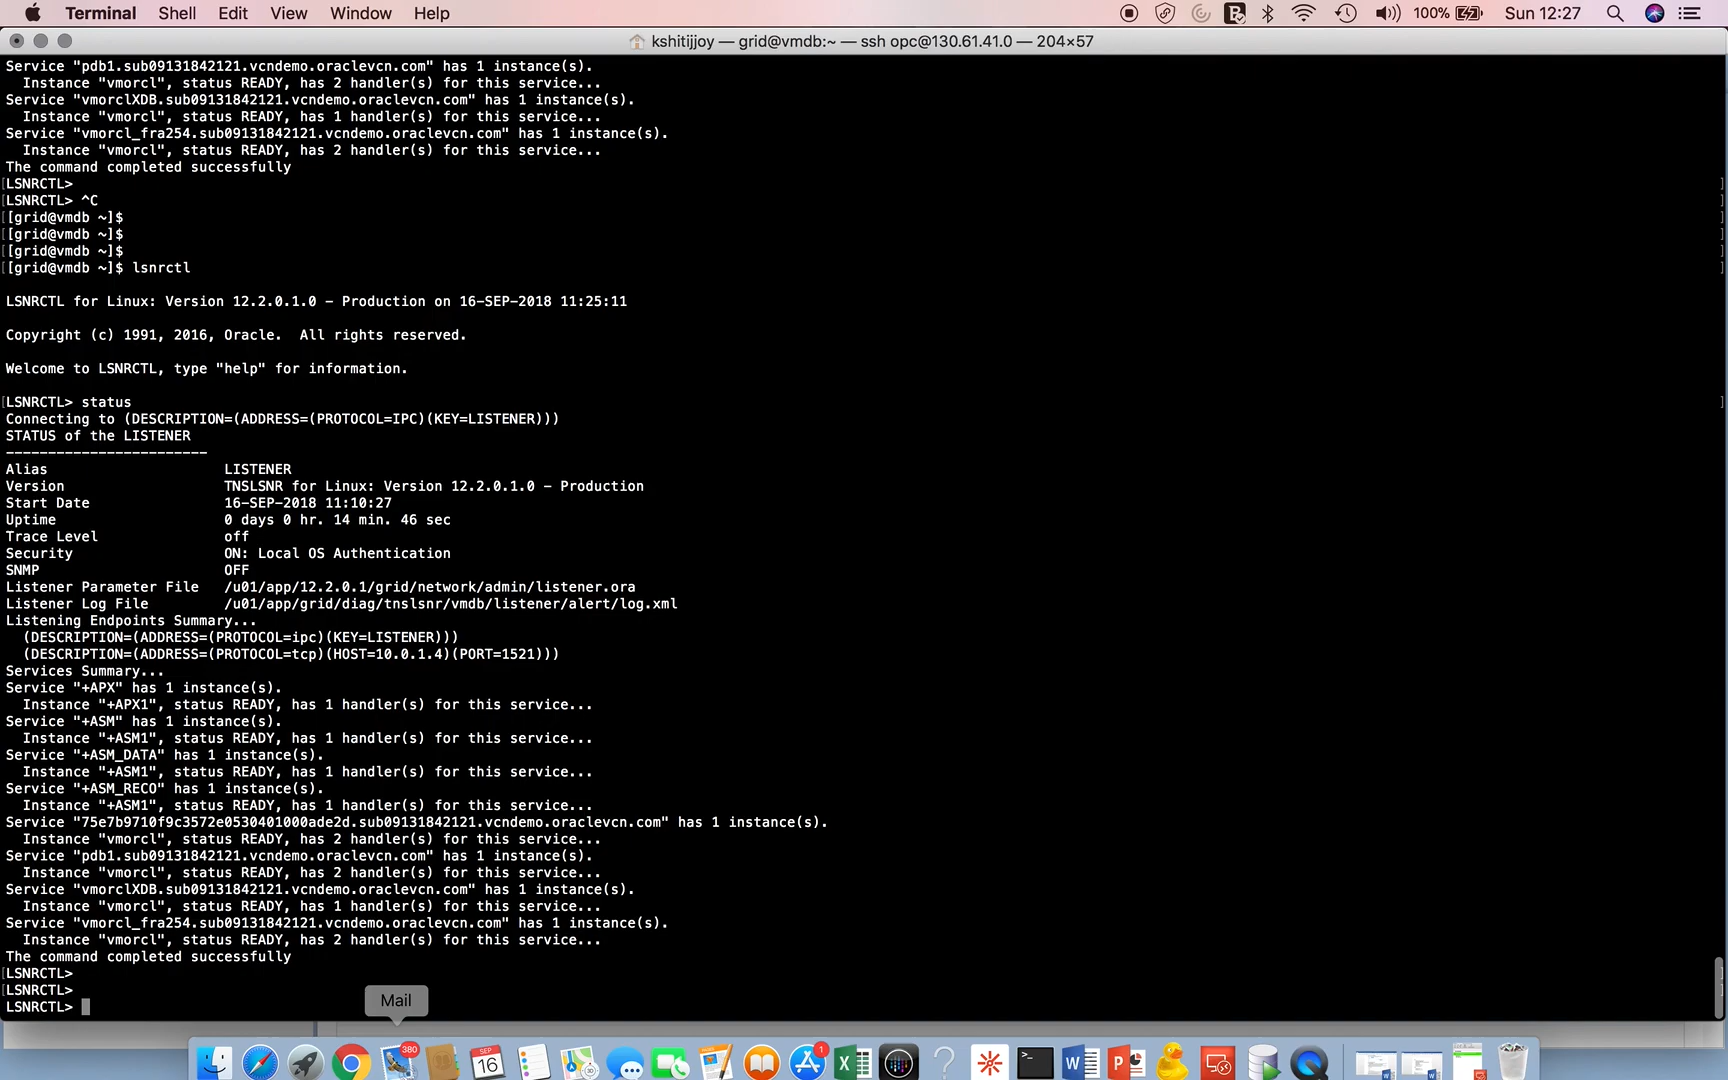 Terminal Shell Edit View Window Help 100% Sun 12:27
kshitijjoy — grid@vmdb:~ — ssh opc@130.61.41.0 — 204×57
Service "pdb1.sub09131842121.vcndemo.oraclevcn.com" has 1 instance(s).
Instance "vmorcl", status READY, has 2 handler(s) for this service...
Service "vmorclXDB.sub09131842121.vcndemo.oraclevcn.com" has 1 instance(s).
Instance "vmorcl", status READY, has 1 handler(s) for this service...
Service "vmorcl_fra254.sub09131842121.vcndemo.oraclevcn.com" has 1 instance(s).
Instance "vmorcl", status READY, has 2 handler(s) for this service...
The command completed successfully
[LSNRCTL> ]
[LSNRCTL> ^C ]
[[grid@vmdb ~]$ ]
[[grid@vmdb ~]$ ]
[[grid@vmdb ~]$ ]
[[grid@vmdb ~]$ lsnrctl ]
LSNRCTL for Linux: Version 12.2.0.1.0 - Production on 16-SEP-2018 11:25:11
Copyright (c) 1991, 2016, Oracle.  All rights reserved.
Welcome to LSNRCTL, type "help" for information.
[LSNRCTL> status ]
Connecting to (DESCRIPTION=(ADDRESS=(PROTOCOL=IPC)(KEY=LISTENER)))
STATUS of the LISTENER
------------------------
Alias LISTENER
Version TNSLSNR for Linux: Version 12.2.0.1.0 - Production
Start Date 16-SEP-2018 11:10:27
Uptime 0 days 0 hr. 14 min. 46 sec
Trace Level off
Security ON: Local OS Authentication
SNMP OFF
Listener Parameter File /u01/app/12.2.0.1/grid/network/admin/listener.ora
Listener Log File /u01/app/grid/diag/tnslsnr/vmdb/listener/alert/log.xml
Listening Endpoints Summary...
(DESCRIPTION=(ADDRESS=(PROTOCOL=ipc)(KEY=LISTENER)))
(DESCRIPTION=(ADDRESS=(PROTOCOL=tcp)(HOST=10.0.1.4)(PORT=1521)))
Services Summary...
Service "+APX" has 1 instance(s).
Instance "+APX1", status READY, has 1 handler(s) for this service...
Service "+ASM" has 1 instance(s).
Instance "+ASM1", status READY, has 1 handler(s) for this service...
Service "+ASM_DATA" has 1 instance(s).
Instance "+ASM1", status READY, has 1 handler(s) for this service...
Service "+ASM_RECO" has 1 instance(s).
Instance "+ASM1", status READY, has 1 handler(s) for this service...
Service "75e7b9710f9c3572e0530401000ade2d.sub09131842121.vcndemo.oraclevcn.com" has 1 instance(s).
Instance "vmorcl", status READY, has 2 handler(s) for this service...
Service "pdb1.sub09131842121.vcndemo.oraclevcn.com" has 1 instance(s).
Instance "vmorcl", status READY, has 2 handler(s) for this service...
Service "vmorclXDB.sub09131842121.vcndemo.oraclevcn.com" has 1 instance(s).
Instance "vmorcl", status READY, has 1 handler(s) for this service...
Service "vmorcl_fra254.sub09131842121.vcndemo.oraclevcn.com" has 1 instance(s).
Instance "vmorcl", status READY, has 2 handler(s) for this service...
The command completed successfully
[LSNRCTL> ]
[LSNRCTL> ]
LSNRCTL>
Mail
380
SEP
16
1